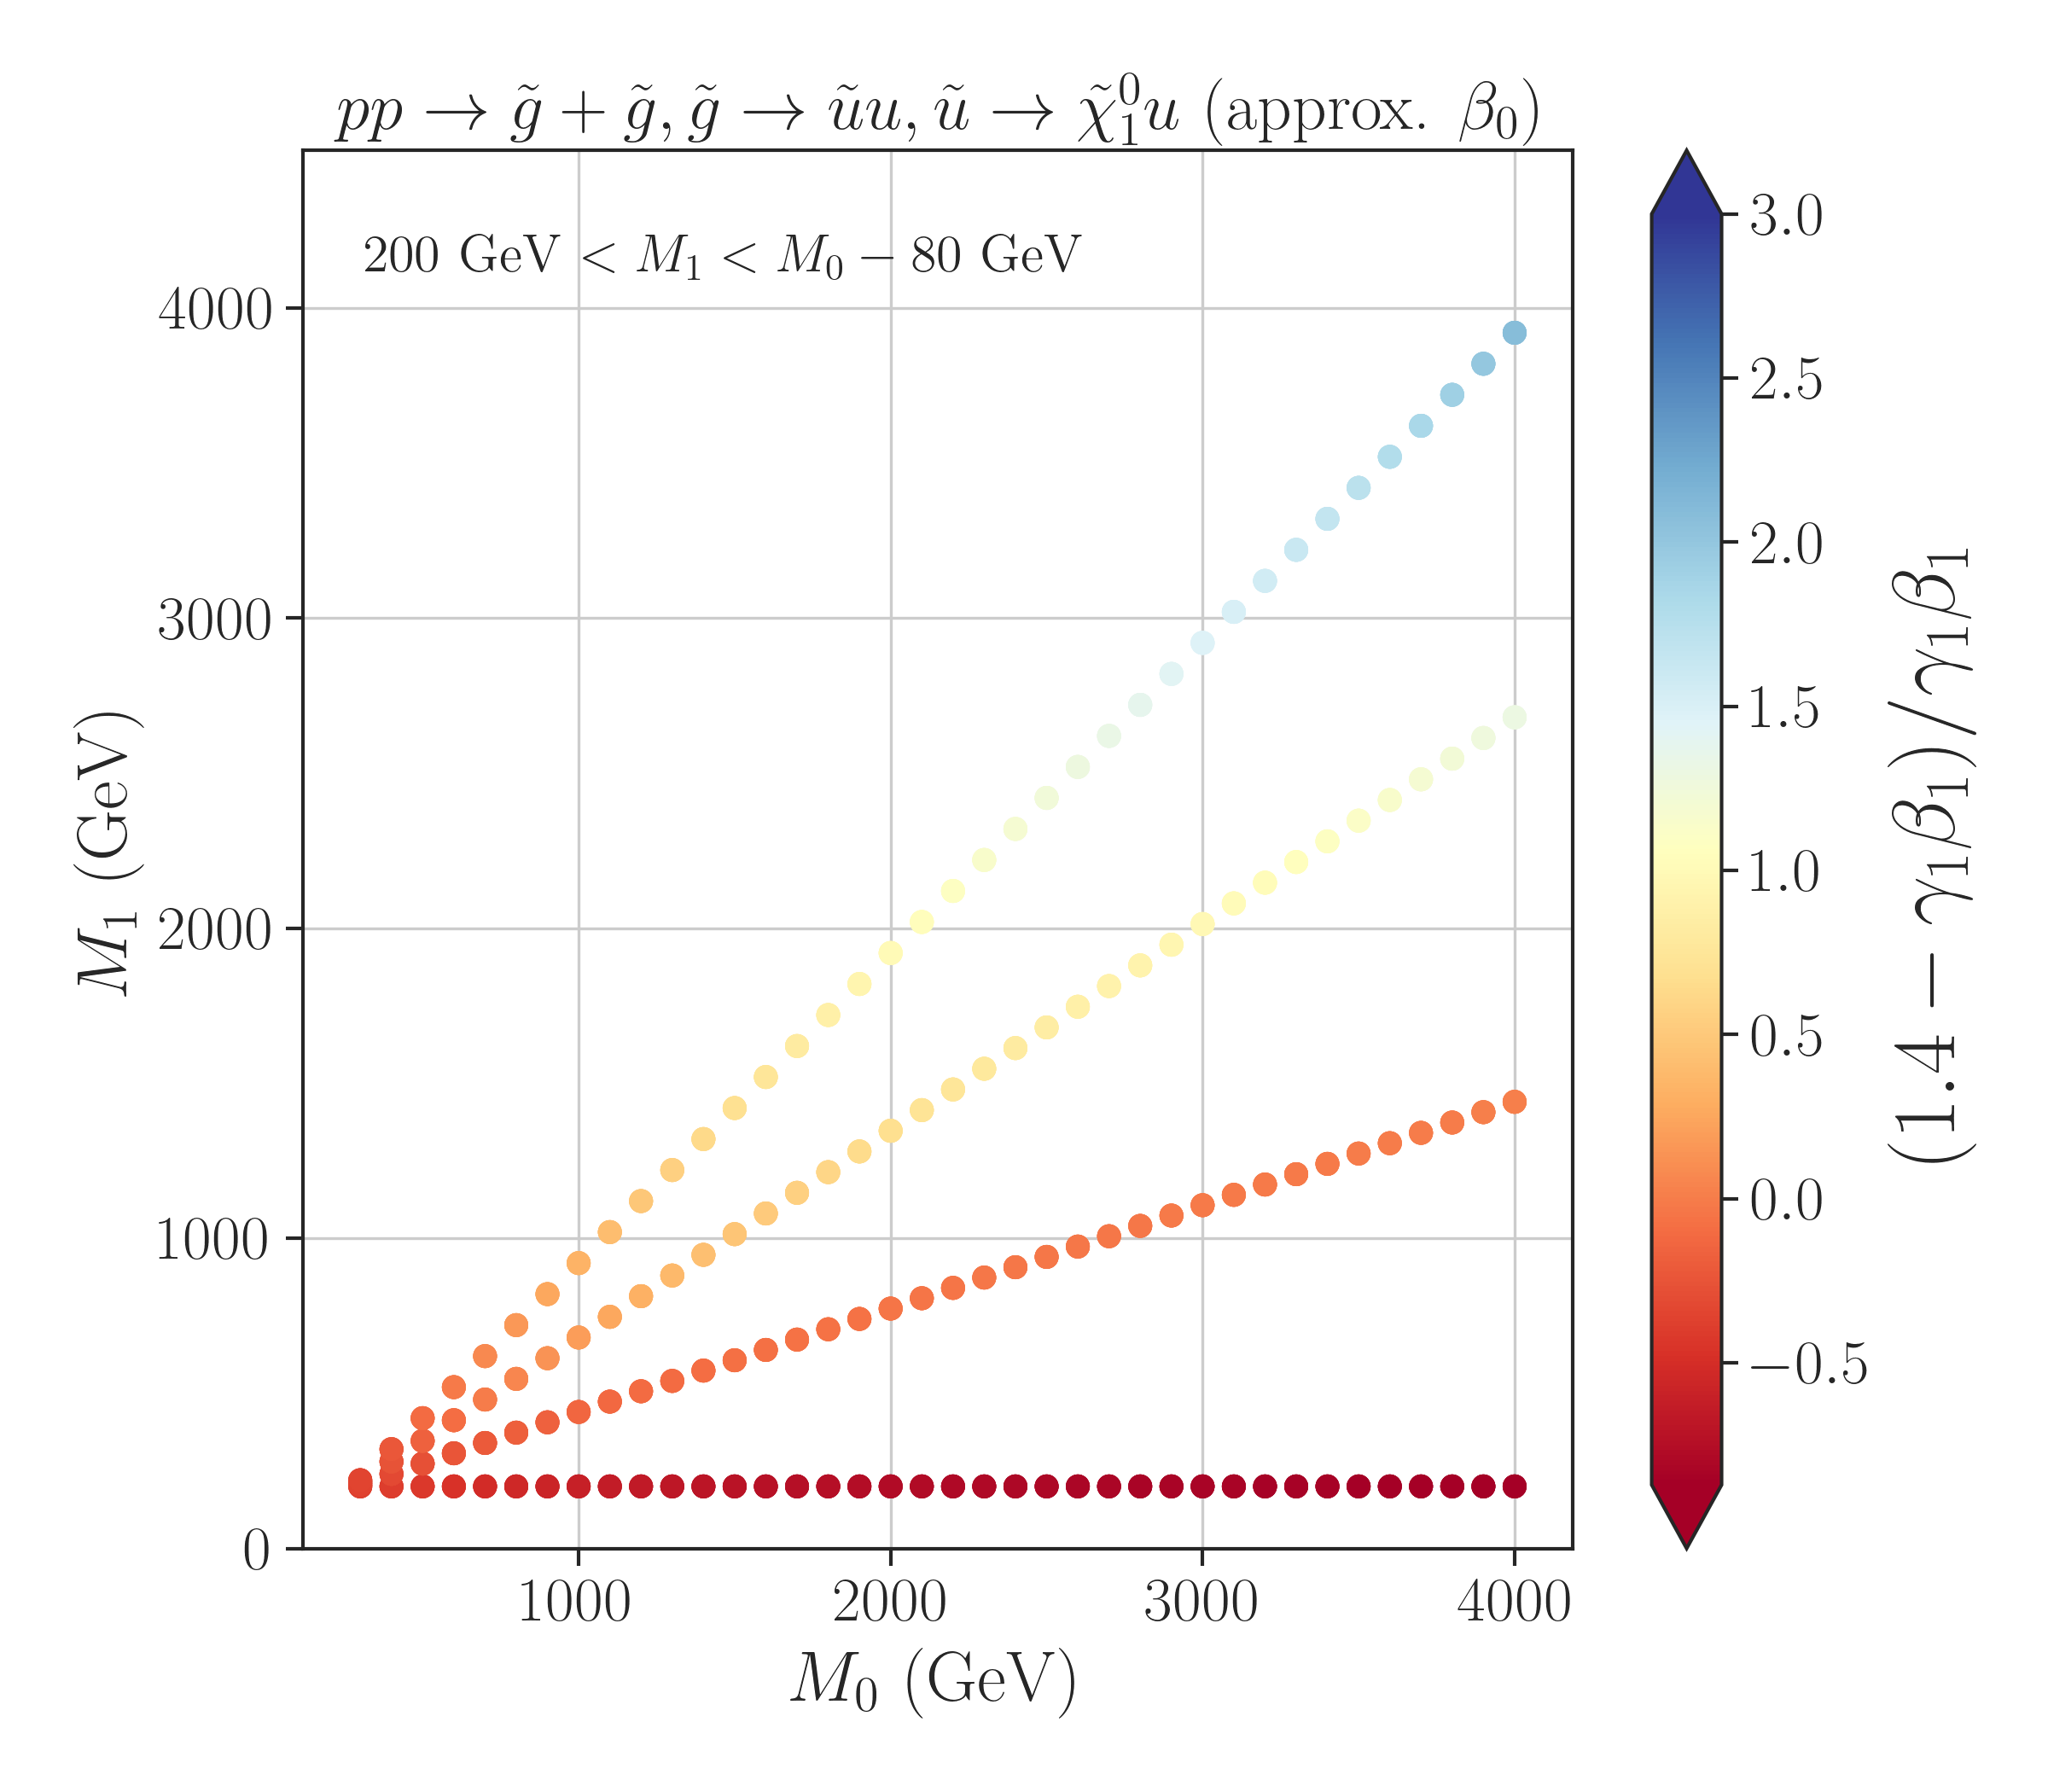 pp → g̃ + g̃, g̃ → ũu, ũ → χ̃₁⁰u (approx. β₀)
200 GeV < M₁ < M₀ − 80 GeV
M₁ (GeV)
4000
3000
2000
1000
0
1000 2000 3000 4000
M₀ (GeV)
3.0
2.5
2.0
1.5
1.0
0.5
0.0
−0.5
(1.4 − γ₁β₁)/γ₁β₁